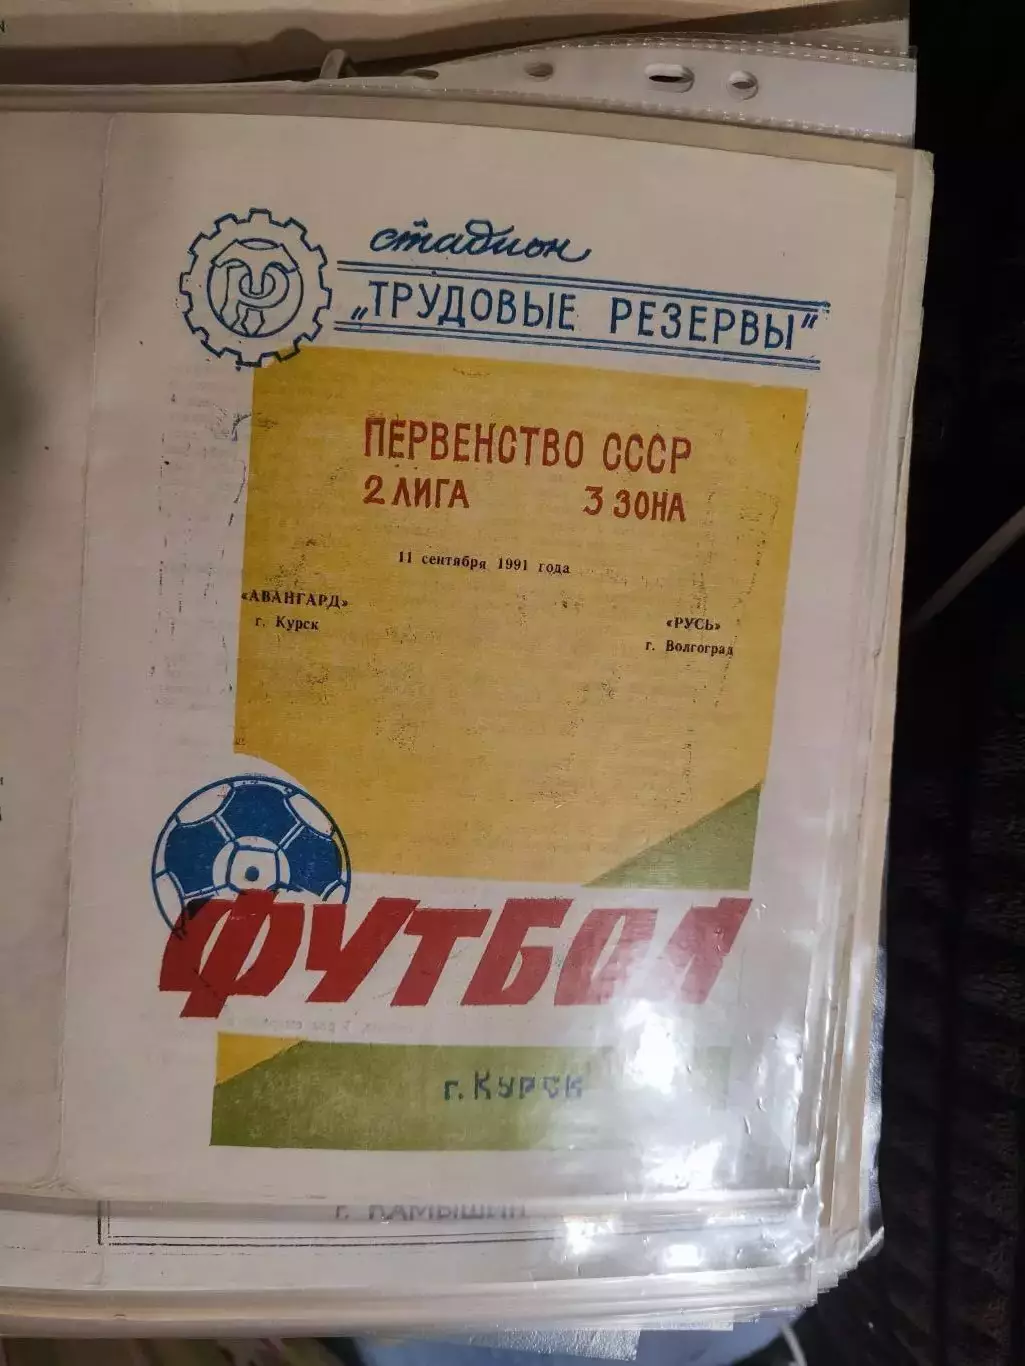 стадион
„ТРУДОВЫЕ РЕЗЕРВЫ"
ПЕРВЕНСТВО СССР
2 ЛИГА 3 ЗОНА
11 сентября 1991 года
«АВАНГАРД»
г. Курск
«РУСЬ»
г. Волгоград
ФУТБОЛ
г. КУРСК
г. КАМЫШИН